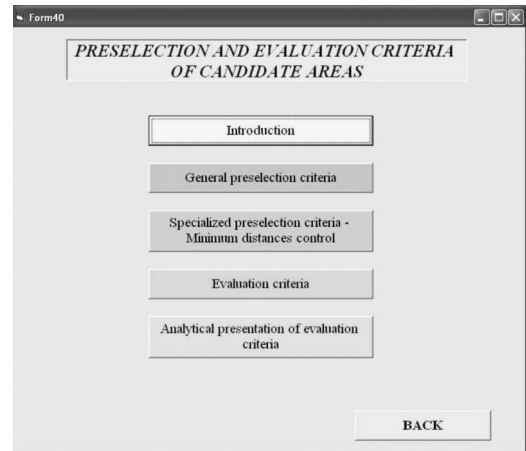 Form40
PRESELECTION AND EVALUATION CRITERIA
OF CANDIDATE AREAS
Introduction
General preselection criteria
Specialized preselection criteria -
Minimum distances control
Evaluation criteria
Analytical presentation of evaluation
criteria
BACK